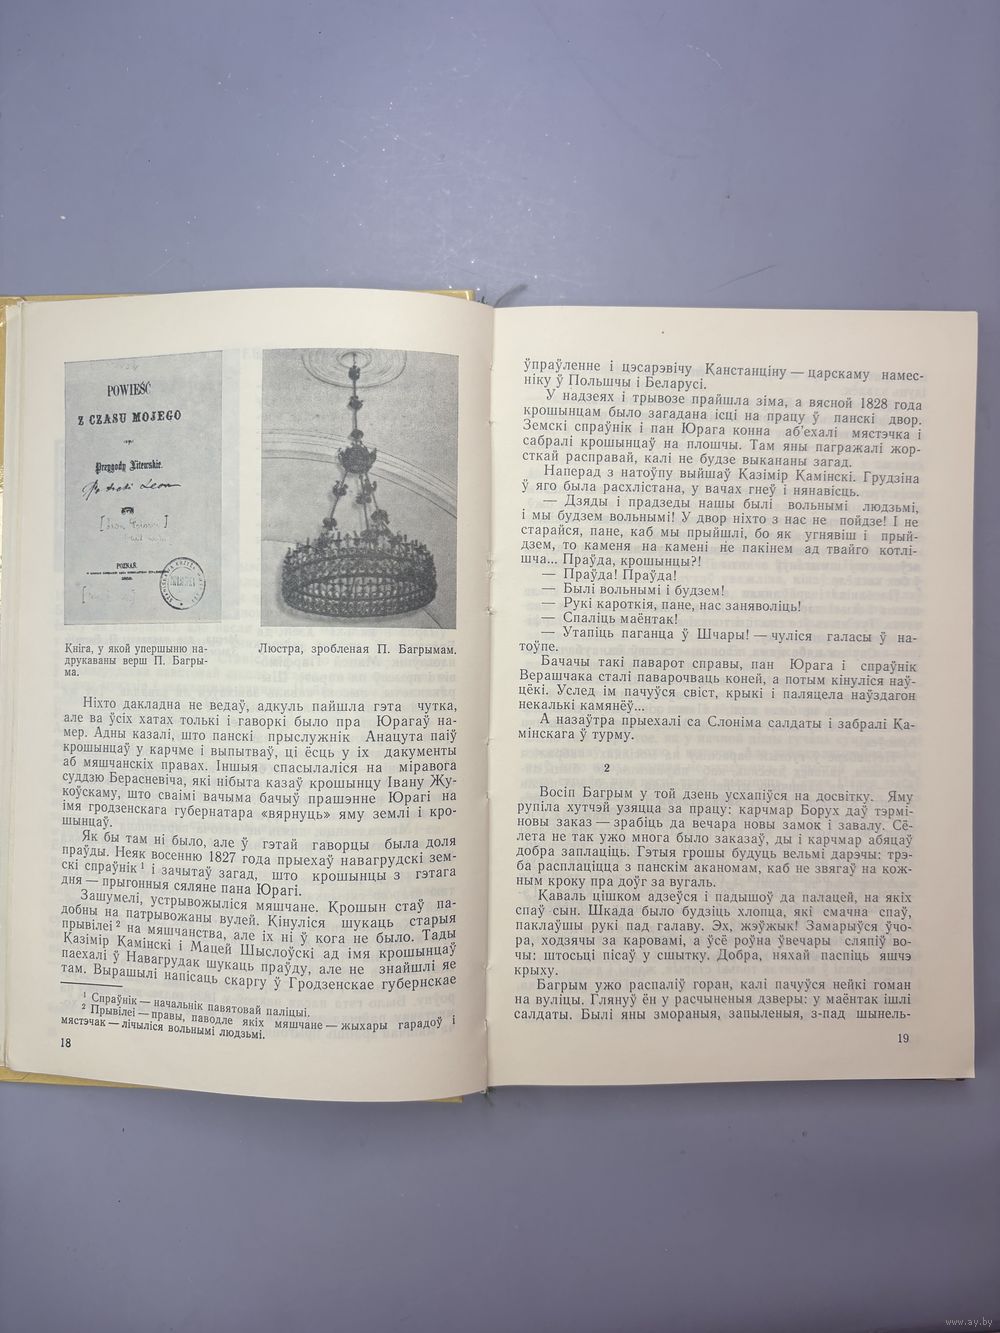 POWIEŚĆ
Z CZASU MOJEGO
Przygody Litewskie.
POZNAŃ.
Кніга, у якой упершыню на-
друкаваны верш П. Багры-
ма.
Люстра, зробленая П. Багрымам.
Ніхто дакладна не ведаў, адкуль пайшла гэта чутка,
але ва ўсіх хатах толькі і гаворкі было пра Юрагаў на-
мер. Адны казалі, што панскі прыслужнік Анацута паіў
крошынцаў у карчме і выпытваў, ці ёсць у іх дакументы
аб мяшчанскіх правах. Іншыя спасылаліся на міравога
суддзю Берасневіча, які нібыта казаў крошынцу Івану Жу-
коўскаму, што сваімі вачыма бачыў прашэнне Юрагі на
імя гродзенскага губернатара «вярнуць» яму землі і кро-
шынцаў.
Як бы там ні было, але ў гэтай гаворцы была доля
праўды. Неяк восенню 1827 года прыехаў навагрудскі зем-
скі спраўнік¹ і зачытаў загад, што крошынцы з гэтага
дня — прыгонныя сяляне пана Юрагі.
Зашумелі, устрывожыліся мяшчане. Крошын стаў па-
добны на патрывожаны вулей. Кінуліся шукаць старыя
прывілеі² на мяшчанства, але іх ні ў кога не было. Тады
Казімір Камінскі і Мацей Шыслоўскі ад імя крошынцаў
паехалі ў Навагрудак шукаць праўду, але не знайшлі яе
там. Вырашылі напісаць скаргу ў Гродзенскае губернскае
¹ Спраўнік — начальнік павятовай паліцыі.
² Прывілеі — правы, паводле якіх мяшчане — жыхары гарадоў і
мястэчак — лічыліся вольнымі людзьмі.
18
ўпраўленне і цэсарэвічу Канстанціну — царскаму намес-
ніку ў Польшчы і Беларусі.
У надзеях і трывозе прайшла зіма, а вясной 1828 года
крошынцам было загадана ісці на працу ў панскі двор.
Земскі спраўнік і пан Юрага конна аб'ехалі мястэчка і
сабралі крошынцаў на плошчы. Там яны пагражалі жор-
сткай расправай, калі не будзе выкананы загад.
Наперад з натоўпу выйшаў Казімір Камінскі. Грудзіна
ў яго была расхлістана, у вачах гнеў і нянавісць.
— Дзяды і прадзеды нашы былі вольнымі людзьмі,
і мы будзем вольнымі! У двор ніхто з нас не пойдзе! І не
старайся, пане, каб мы прыйшлі, бо як угнявіш і прый-
дзем, то каменя на камені не пакінем ад твайго котлі-
шча... Праўда, крошынцы?!
— Праўда! Праўда!
— Былі вольнымі і будзем!
— Рукі кароткія, пане, нас заняволіць!
— Спаліць маёнтак!
— Утапіць паганца ў Шчары! — чуліся галасы ў на-
тоўпе.
Бачачы такі паварот справы, пан Юрага і спраўнік
Верашчака сталі паварочваць коней, а потым кінуліся наў-
цёкі. Услед ім пачуўся свіст, крыкі і паляцела наўздагон
некалькі камянёў...
А назаўтра прыехалі са Слоніма салдаты і забралі Ка-
мінскага ў турму.
2
Восіп Багрым у той дзень усхапіўся на досвітку. Яму
рупіла хутчэй узяцца за працу: карчмар Борух даў тэрмі-
новы заказ — зрабіць да вечара новы замок і завалу. Сё-
лета не так ужо многа было заказаў, ды і карчмар абяцаў
добра заплаціць. Гэтыя грошы будуць вельмі дарэчы: трэ-
ба расплаціцца з панскім аканомам, каб не звягаў на кож-
ным кроку пра доўг за вугаль.
Каваль цішком адзеўся і падышоў да палацей, на якіх
спаў сын. Шкада было будзіць хлопца, які смачна спаў,
паклаўшы рукі пад галаву. Эх, жэўжык! Замарыўся ўчо-
ра, ходзячы за каровамі, а ўсё роўна ўвечары сляпіў во-
чы: штосьці пісаў у сшытку. Добра, няхай паспіць яшчэ
крыху.
Багрым ужо распаліў горан, калі пачуўся нейкі гоман
на вуліцы. Глянуў ён у расчыненыя дзверы: у маёнтак ішлі
салдаты. Былі яны змораныя, запыленыя, з-пад шынель-
19
www.ay.by